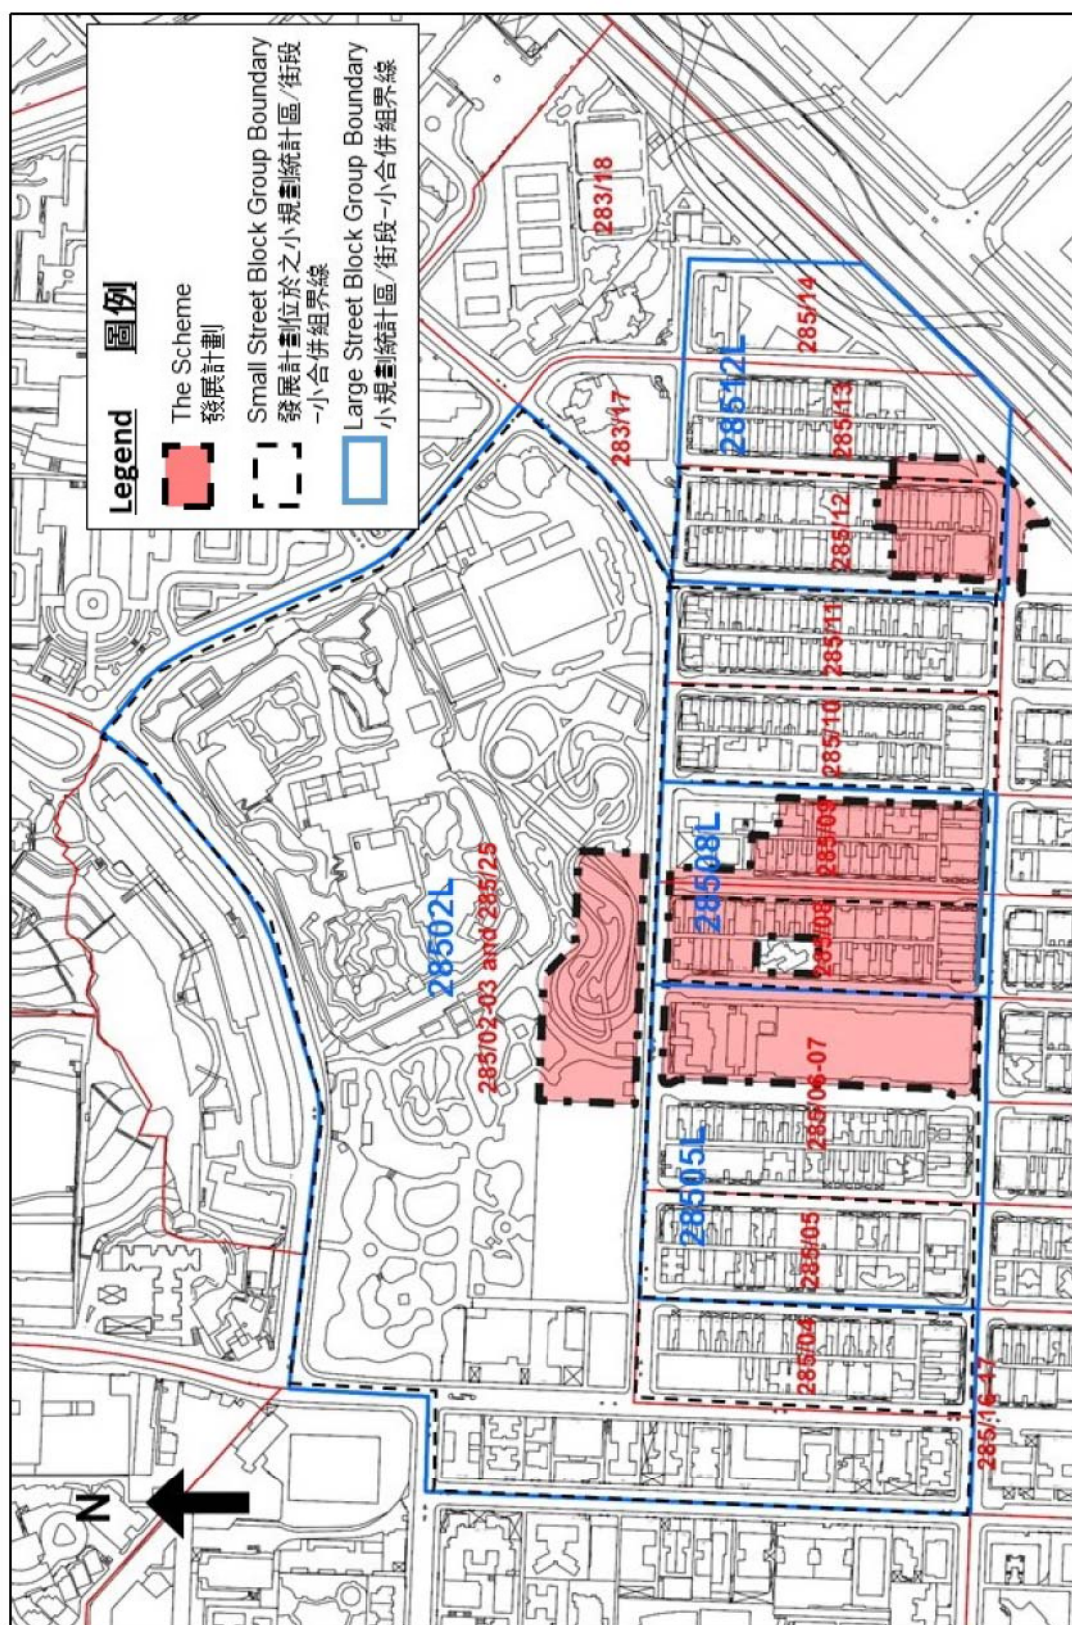 Legend 圖例
The Scheme
發展計劃
Small Street Block Group Boundary
發展計劃位於之小規劃統計區/街段
-小合併組界線
Large Street Block Group Boundary
小規劃統計區/街段-小合併組界線
N
283/18
283/17
285/14
28512L
285/13
285/12
285/11
285/10
28508L
285/09
285/08
28502L
285/02-03 and 285/25
285/06-07
28505L
285/05
285/04
285/16-17